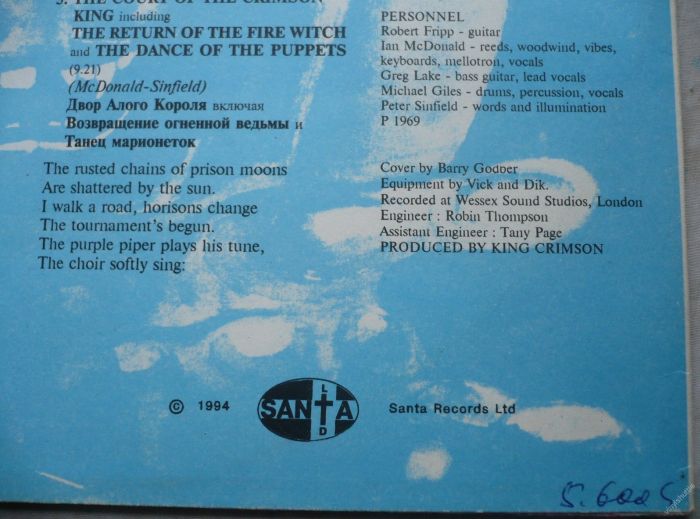 5. THE COURT OF THE CRIMSON
KING including
THE RETURN OF THE FIRE WITCH
and THE DANCE OF THE PUPPETS
(9.21)
(McDonald-Sinfield)
Двор Алого Короля включая
Возвращение огненной ведьмы и
Танец марионеток
The rusted chains of prison moons
Are shattered by the sun.
I walk a road, horisons change
The tournament's begun.
The purple piper plays his tune,
The choir softly sing:
PERSONNEL
Robert Fripp - guitar
Ian McDonald - reeds, woodwind, vibes,
keyboards, mellotron, vocals
Greg Lake - bass guitar, lead vocals
Michael Giles - drums, percussion, vocals
Peter Sinfield - words and illumination
P 1969
Cover by Barry Godber
Equipment by Vick and Dik.
Recorded at Wessex Sound Studios, London
Engineer : Robin Thompson
Assistant Engineer : Tany Page
PRODUCED BY KING CRIMSON
© 1994
SANTA
LTD
Santa Records Ltd